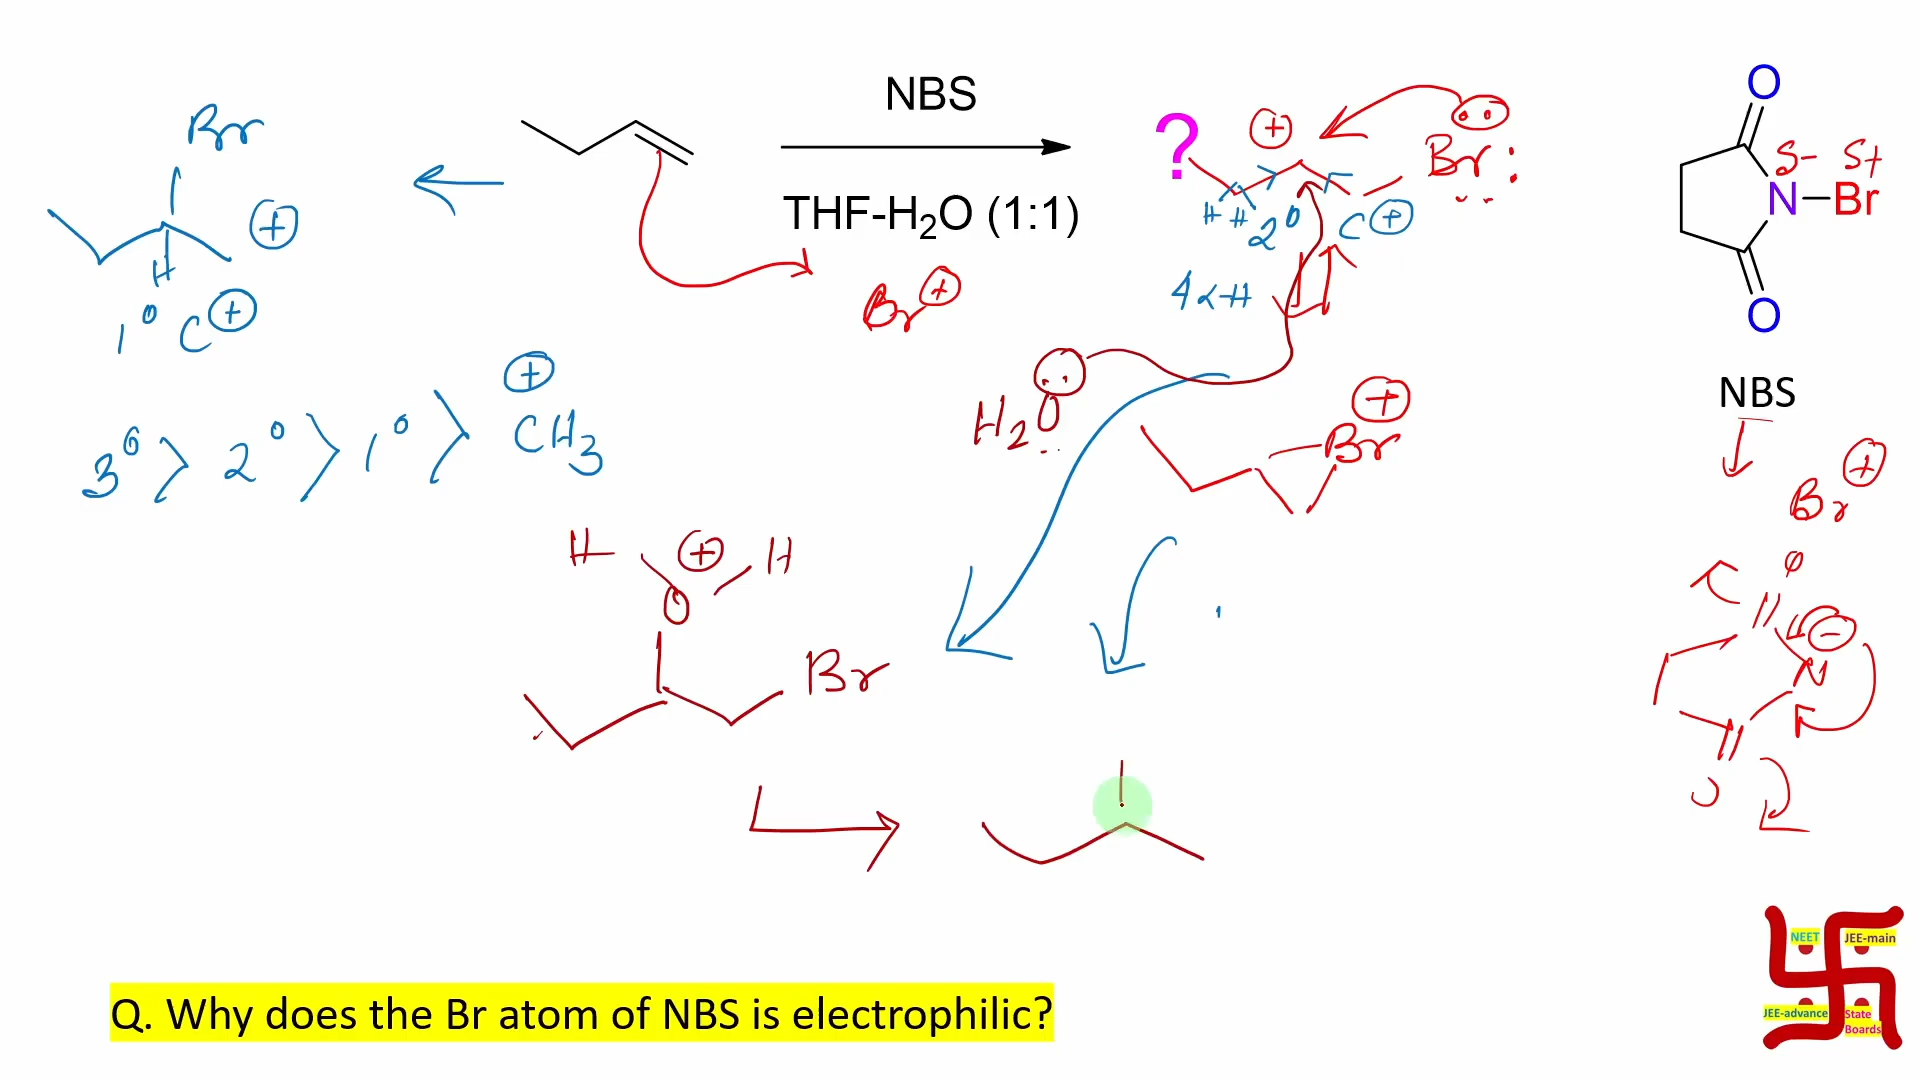 NBS
THF-H₂O (1:1)
?
Br
⊕
H
1° C⊕
3° > 2° > 1° > ⊕CH₃
Br⊕
⊕
Br:
H H
2° C⊕
4 α-H
H₂O
⊕
Br
H ⊕ H
O
Br
O
δ- δ+
N Br
O
NBS
Br⊕
O
⊖
N
O
Q. Why does the Br atom of NBS is electrophilic?
NEET JEE-main
JEE-advance State
Boards